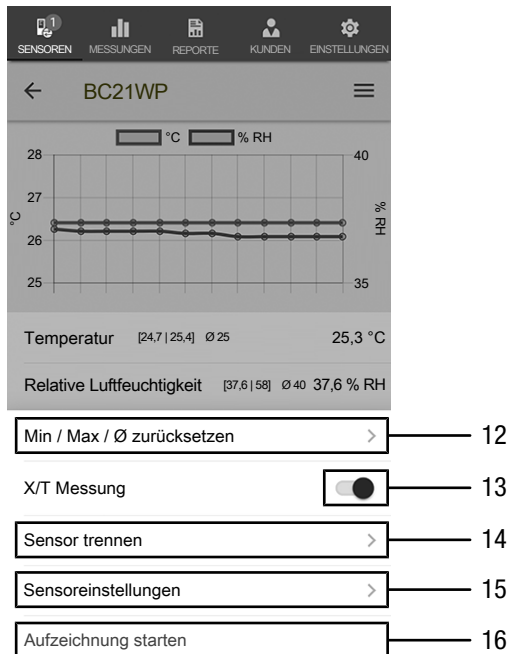 1
SENSOREN MESSUNGEN REPORTE KUNDEN EINSTELLUNGEN
BC21WP
°C % RH
28 40
27
°C % RH
26
25 35
Temperatur [24,7 | 25,4] Ø 25 25,3 °C
Relative Luftfeuchtigkeit [37,6 | 58] Ø 40 37,6 % RH
Min / Max / Ø zurücksetzen 12
X/T Messung 13
Sensor trennen 14
Sensoreinstellungen 15
Aufzeichnung starten 16